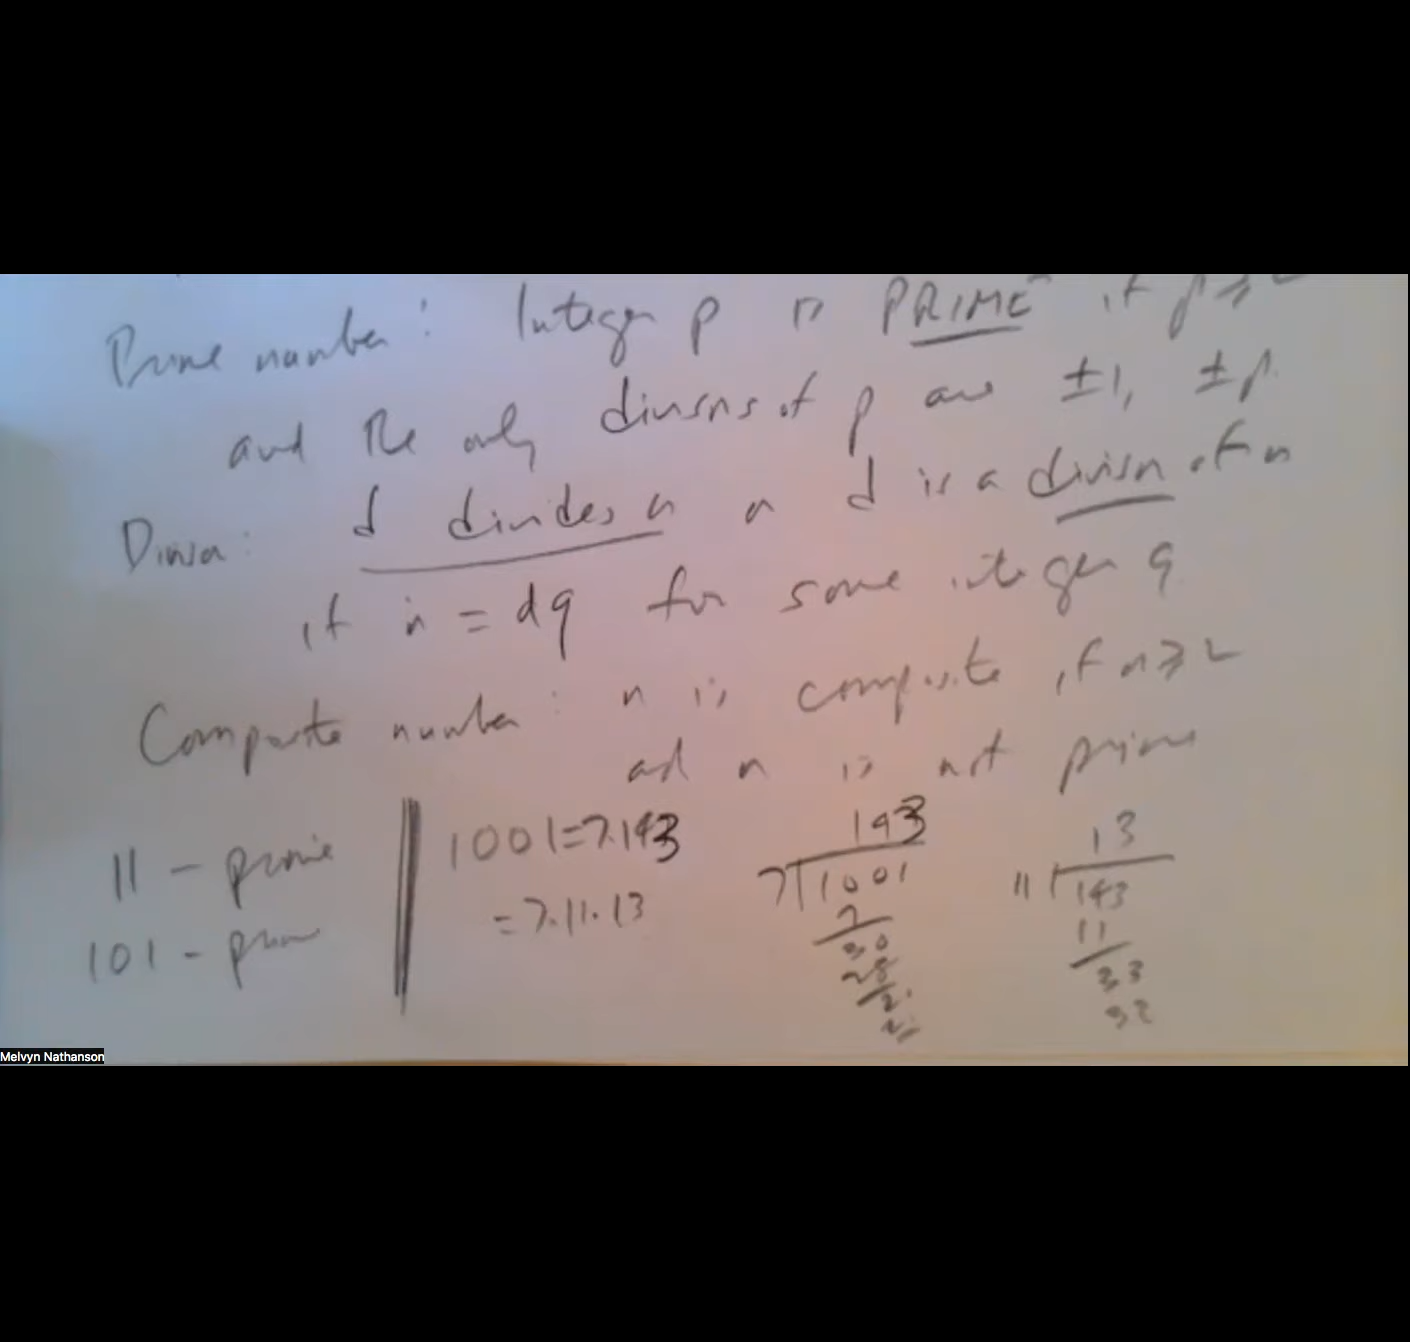 Prime number: Integer p is PRIME if p ≥ 2
and the only divisors of p are ±1, ±p.
Divisor: d divides n or d is a divisor of n
if n = dq for some integer q
Composite number: n is composite if n ≥ 2
and n is not prime
11 - prime
101 - prime
1001=7.143
=7.11.13
143
7 1001
7
30
28
21
21
13
11 143
11
33
Melvyn Nathanson